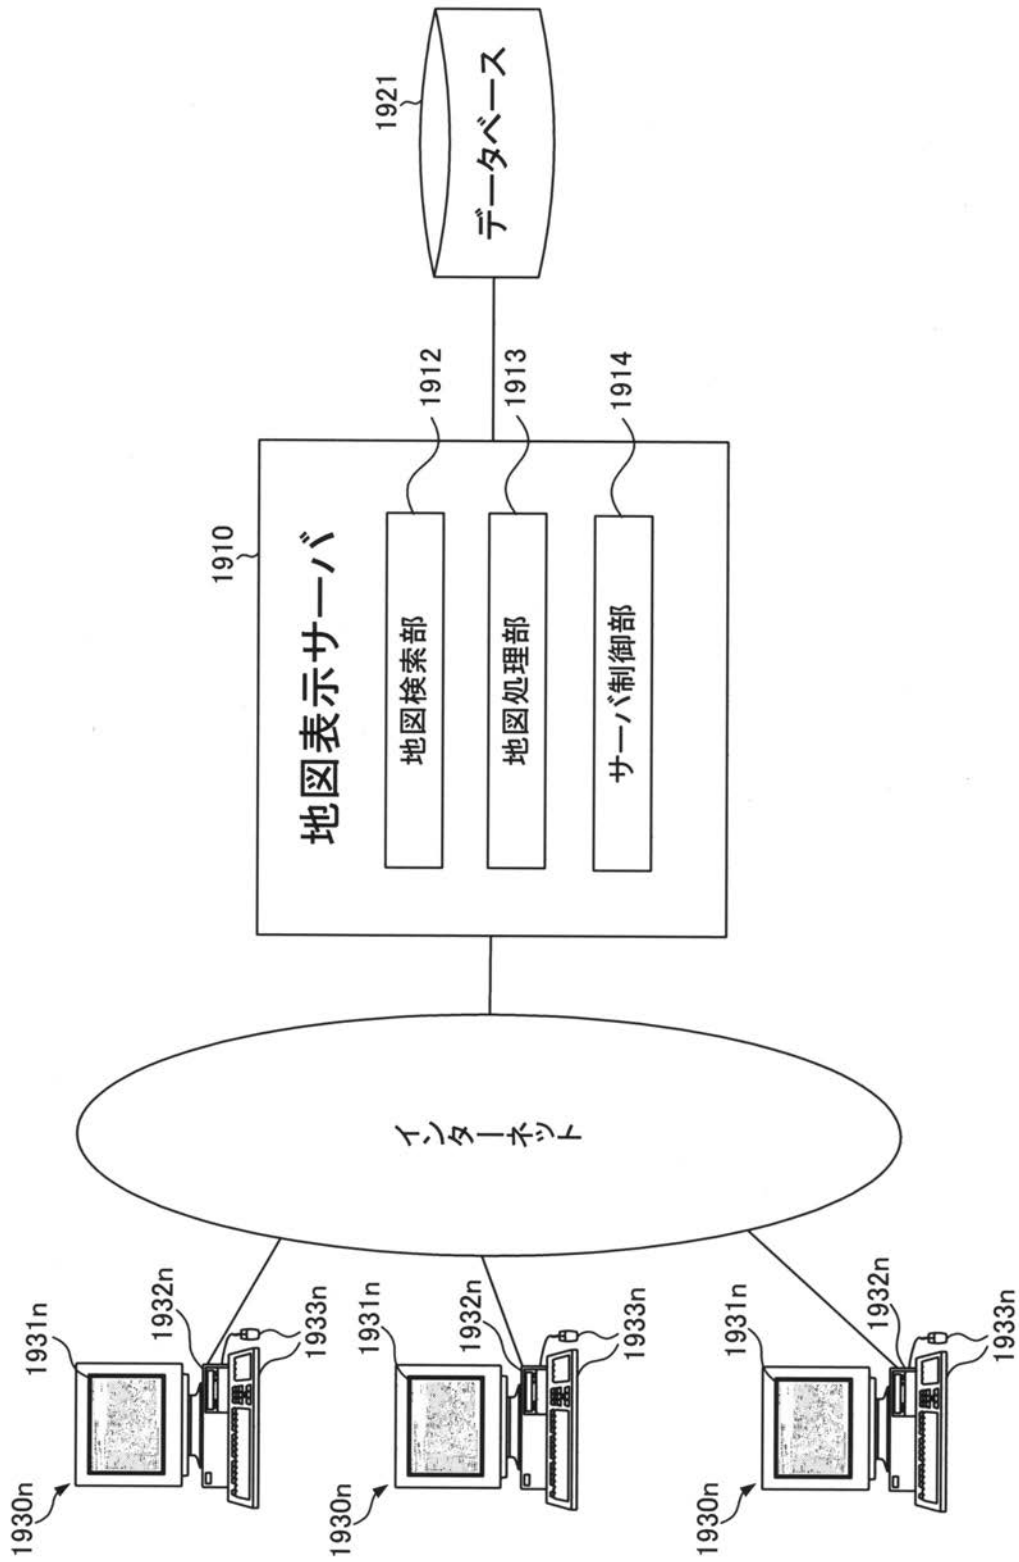 1930n
1931n
1932n
1933n
1930n
1931n
1932n
1933n
1930n
1931n
1932n
1933n
インターネット
1910
地図表示サーバ
地図検索部
1912
地図処理部
1913
サーバ制御部
1914
1921
データベース